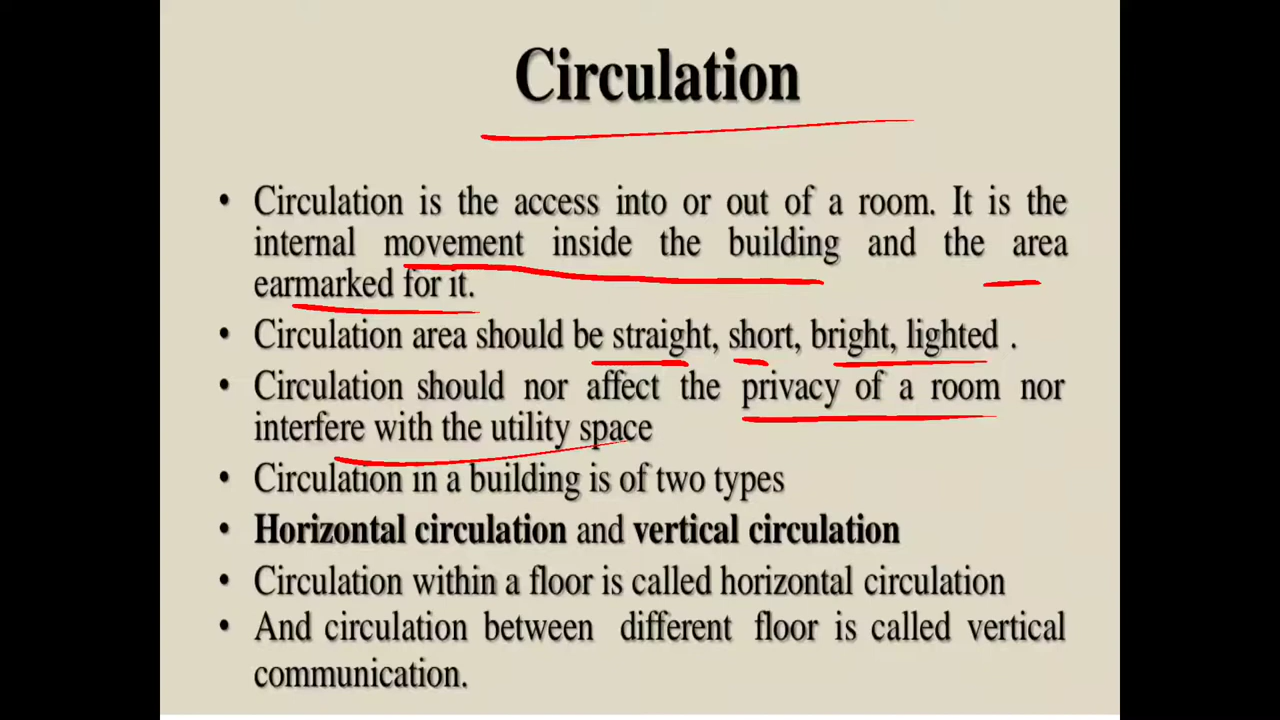 Circulation
• Circulation is the access into or out of a room. It is the
internal movement inside the building and the area
earmarked for it.
• Circulation area should be straight, short, bright, lighted .
• Circulation should nor affect the privacy of a room nor
interfere with the utility space
• Circulation in a building is of two types
• Horizontal circulation and vertical circulation
• Circulation within a floor is called horizontal circulation
• And circulation between different floor is called vertical
communication.